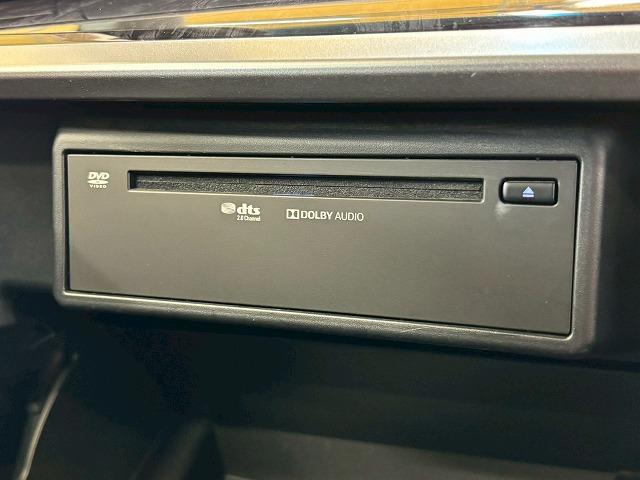 DVD
VIDEO
dts
2.0 Channel
DOLBY AUDIO